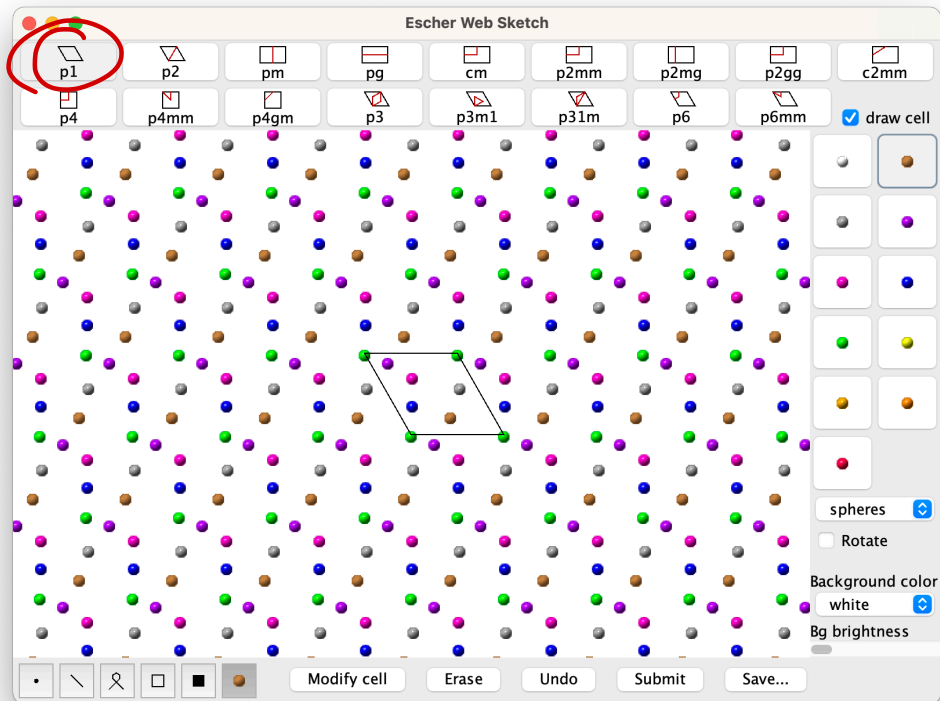 Escher Web Sketch
p1 p2 pm pg cm p2mm p2mg p2gg c2mm
p4 p4mm p4gm p3 p3m1 p31m p6 p6mm
draw cell
spheres
Rotate
Background color
white
Bg brightness
Modify cell Erase Undo Submit Save...